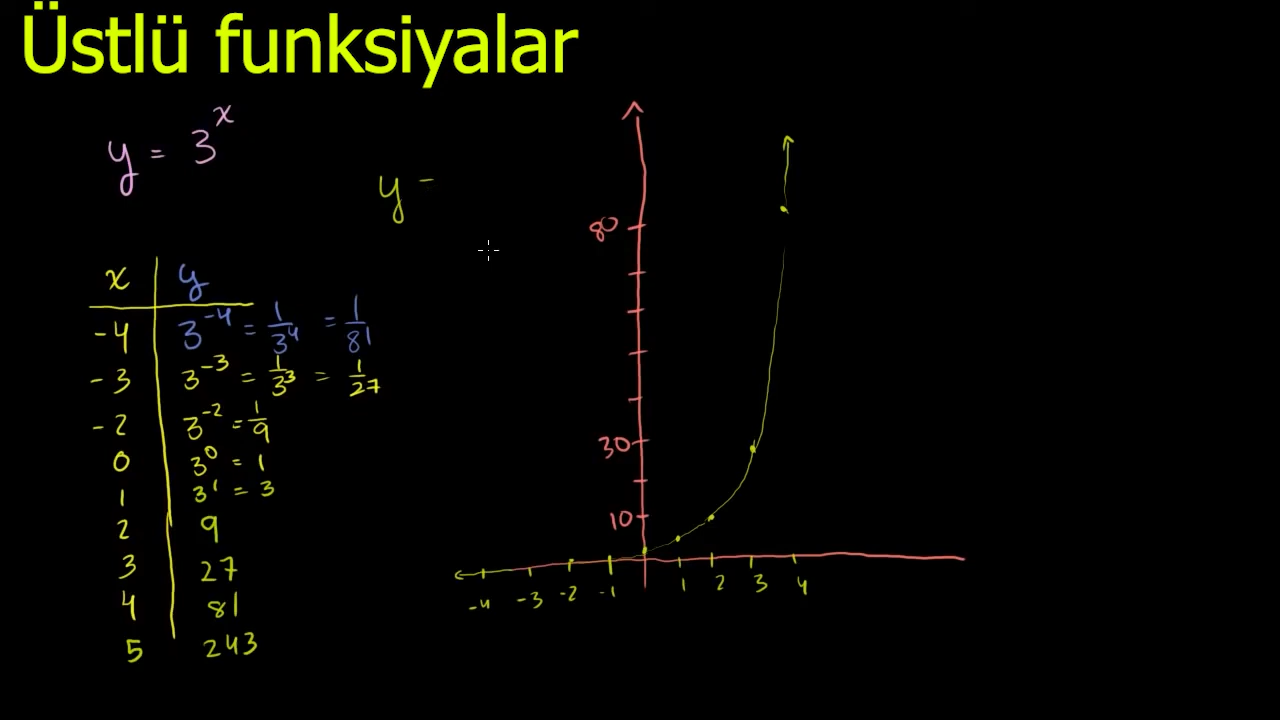 Üstlü funksiyalar
y = 3^x
y -
x y
-4 3^-4 = 1/3^4 = 1/81
-3 3^-3 = 1/3^3 = 1/27
-2 3^-2 = 1/9
0 3^0 = 1
1 3^1 = 3
2 9
3 27
4 81
5 243
80
30
10
-4 -3 -2 -1 1 2 3 4